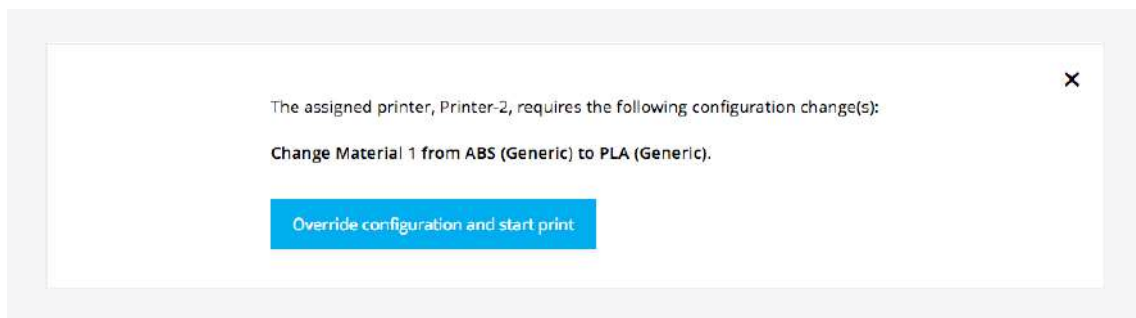 The assigned printer, Printer-2, requires the following configuration change(s):
Change Material 1 from ABS (Generic) to PLA (Generic).
Override configuration and start print